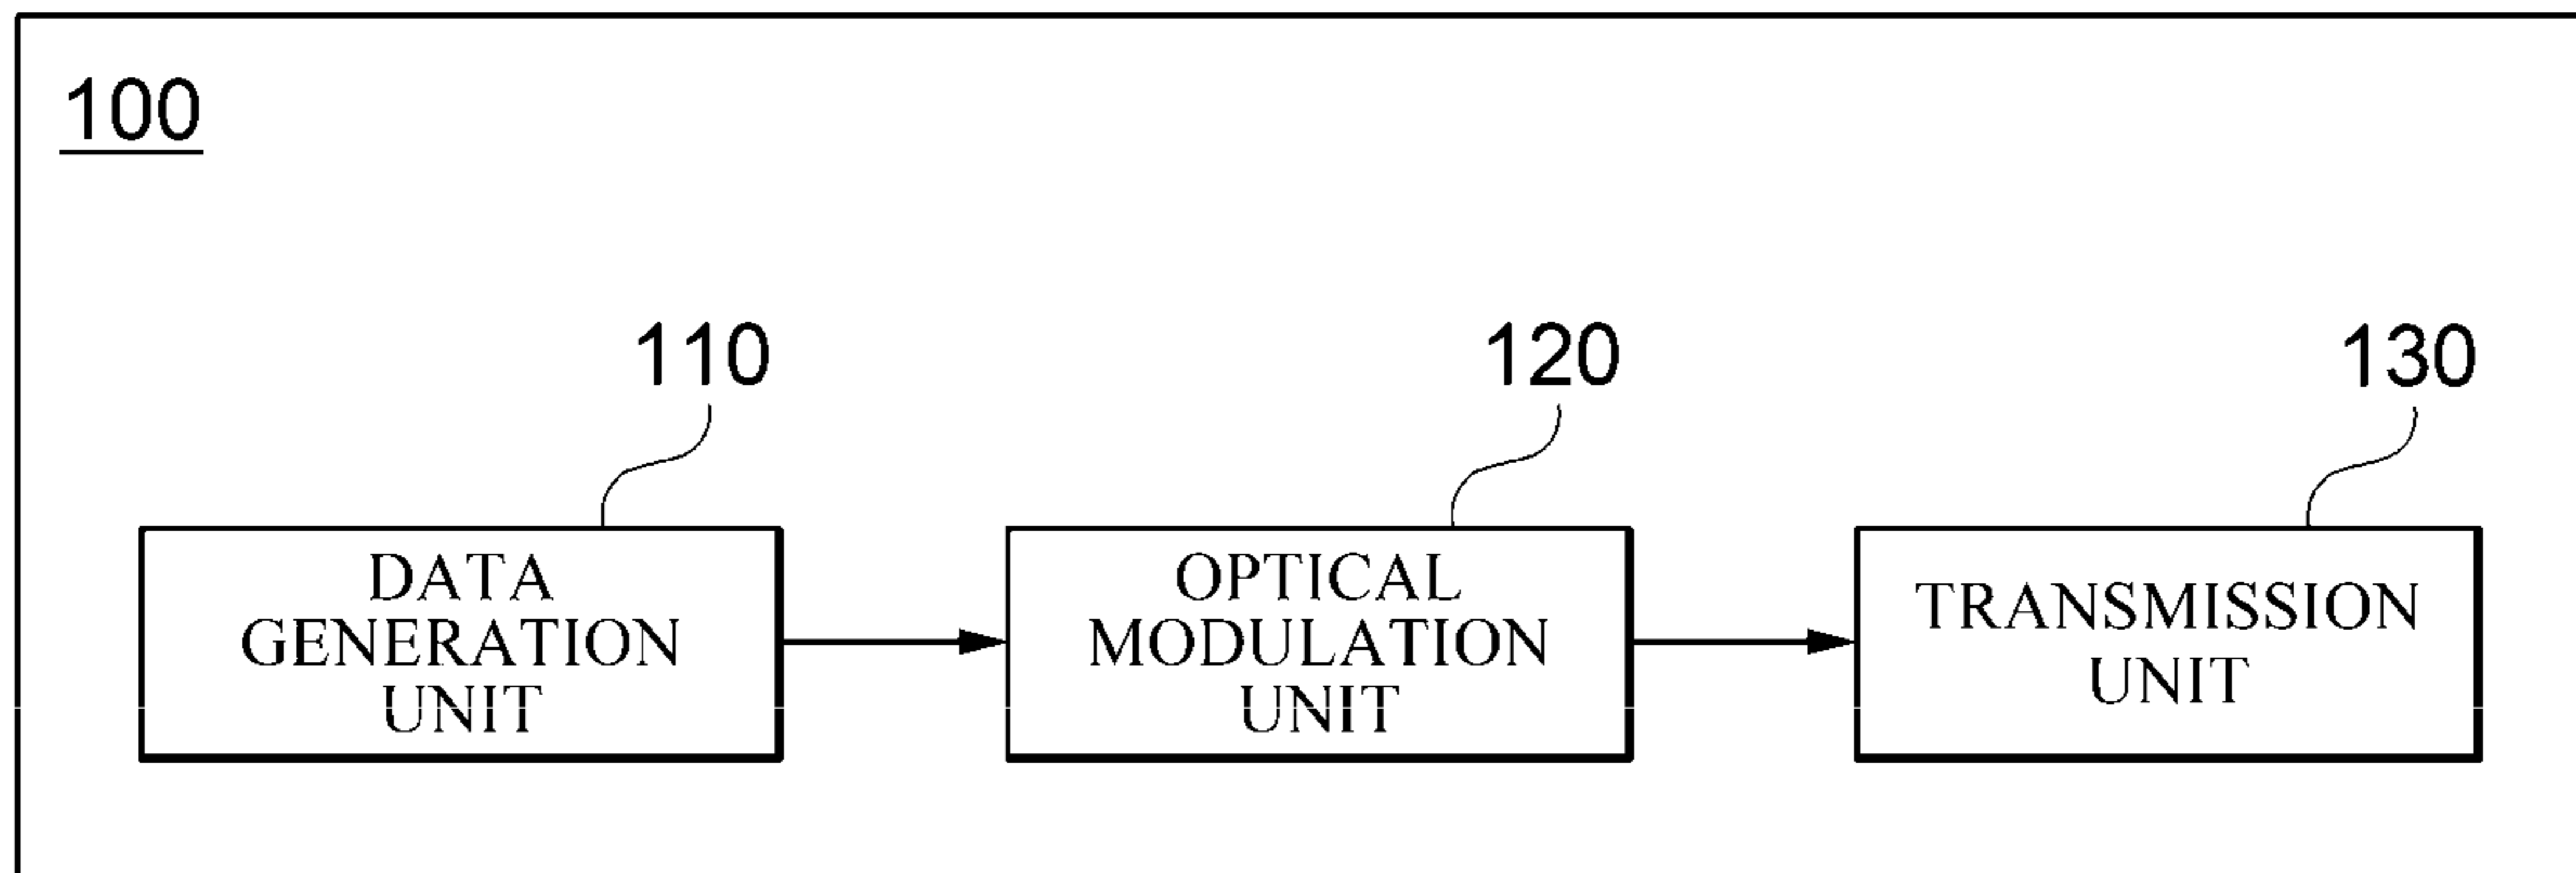 100
110
120
130
DATA
GENERATION
UNIT
OPTICAL
MODULATION
UNIT
TRANSMISSION
UNIT